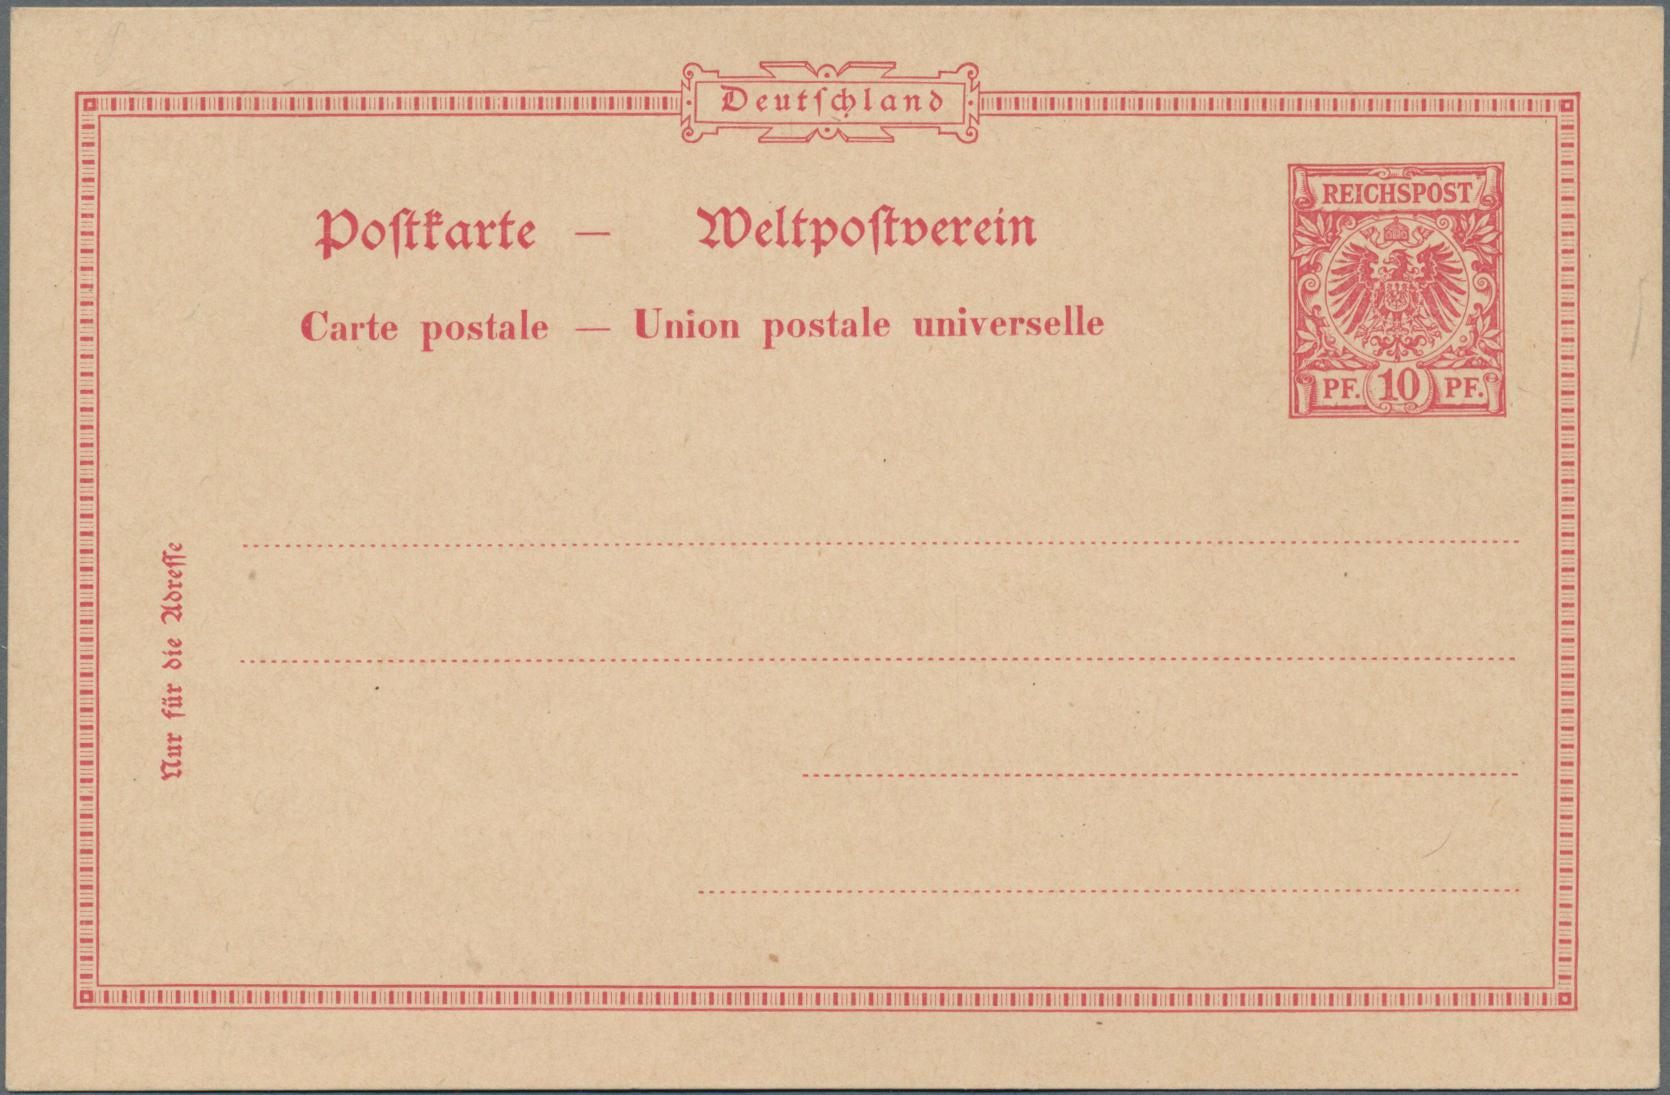 Deutſchland
REICHSPOST
Poſtkarte — Weltpoſtverein
Carte postale — Union postale universelle
PF. 10 PF.
Nur für die Adreſſe